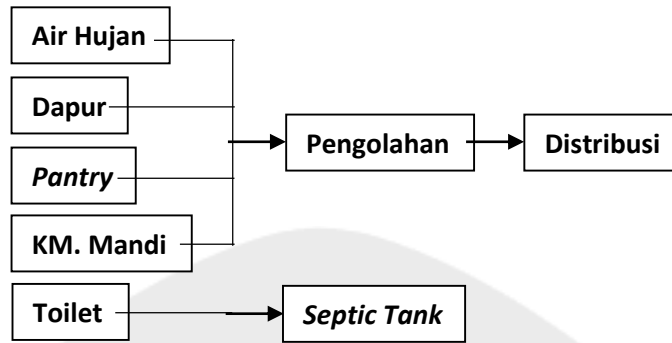 Air Hujan
Dapur
Pantry
KM. Mandi
Pengolahan
Distribusi
Toilet
Septic Tank